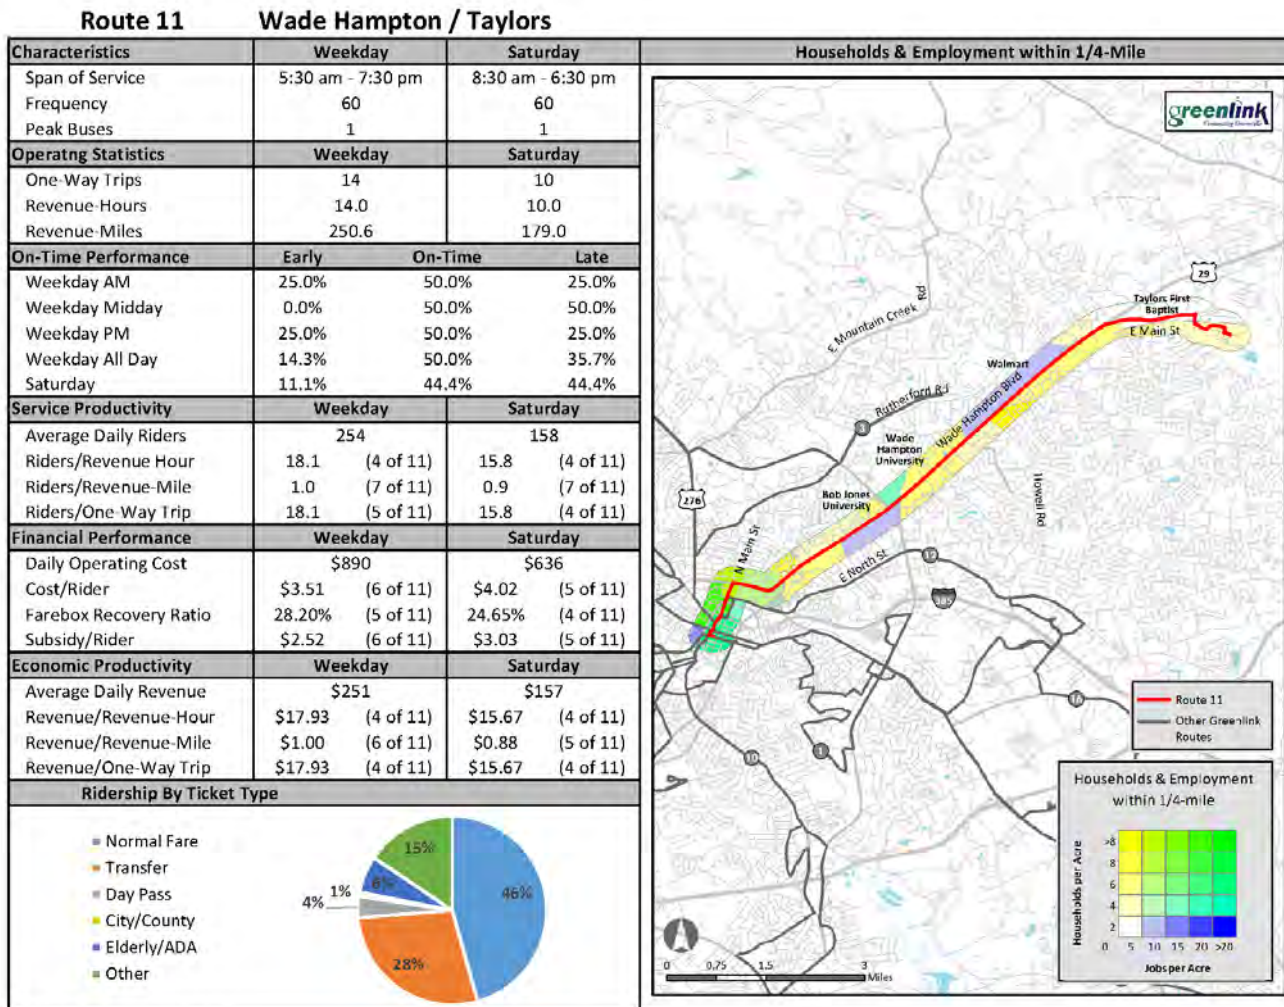 Route 11 Wade Hampton / Taylors
Characteristics Weekday Saturday
Span of Service 5:30 am - 7:30 pm 8:30 am - 6:30 pm
Frequency 60 60
Peak Buses 1 1
Operatng Statistics Weekday Saturday
One-Way Trips 14 10
Revenue-Hours 14.0 10.0
Revenue-Miles 250.6 179.0
On-Time Performance Early On-Time Late
Weekday AM 25.0% 50.0% 25.0%
Weekday Midday 0.0% 50.0% 50.0%
Weekday PM 25.0% 50.0% 25.0%
Weekday All Day 14.3% 50.0% 35.7%
Saturday 11.1% 44.4% 44.4%
Service Productivity Weekday Saturday
Average Daily Riders 254 158
Riders/Revenue Hour 18.1 (4 of 11) 15.8 (4 of 11)
Riders/Revenue-Mile 1.0 (7 of 11) 0.9 (7 of 11)
Riders/One-Way Trip 18.1 (5 of 11) 15.8 (4 of 11)
Financial Performance Weekday Saturday
Daily Operating Cost $890 $636
Cost/Rider $3.51 (6 of 11) $4.02 (5 of 11)
Farebox Recovery Ratio 28.20% (5 of 11) 24.65% (4 of 11)
Subsidy/Rider $2.52 (6 of 11) $3.03 (5 of 11)
Economic Productivity Weekday Saturday
Average Daily Revenue $251 $157
Revenue/Revenue-Hour $17.93 (4 of 11) $15.67 (4 of 11)
Revenue/Revenue-Mile $1.00 (6 of 11) $0.88 (5 of 11)
Revenue/One-Way Trip $17.93 (4 of 11) $15.67 (4 of 11)
Ridership By Ticket Type
Normal Fare
Transfer
Day Pass
City/County
Elderly/ADA
Other
15%
6%
1%
4%
46%
28%
Households & Employment within 1/4-Mile
greenlink
29
Taylors First
Baptist
E Main St
E Mountain Creek Rd
Walmart
Wade Hampton Blvd
Rutherford Rd
3
Wade
Hampton
University
Howell Rd
276
Bob Jones
University
N Main St
E North St
12
385
10
1
Route 11
Other Greenlink
Routes
Households & Employment
within 1/4-mile
Households per Acre
>8
8
6
4
2
0 5 10 15 20 >20
Jobs per Acre
0 0.75 1.5 3
Miles